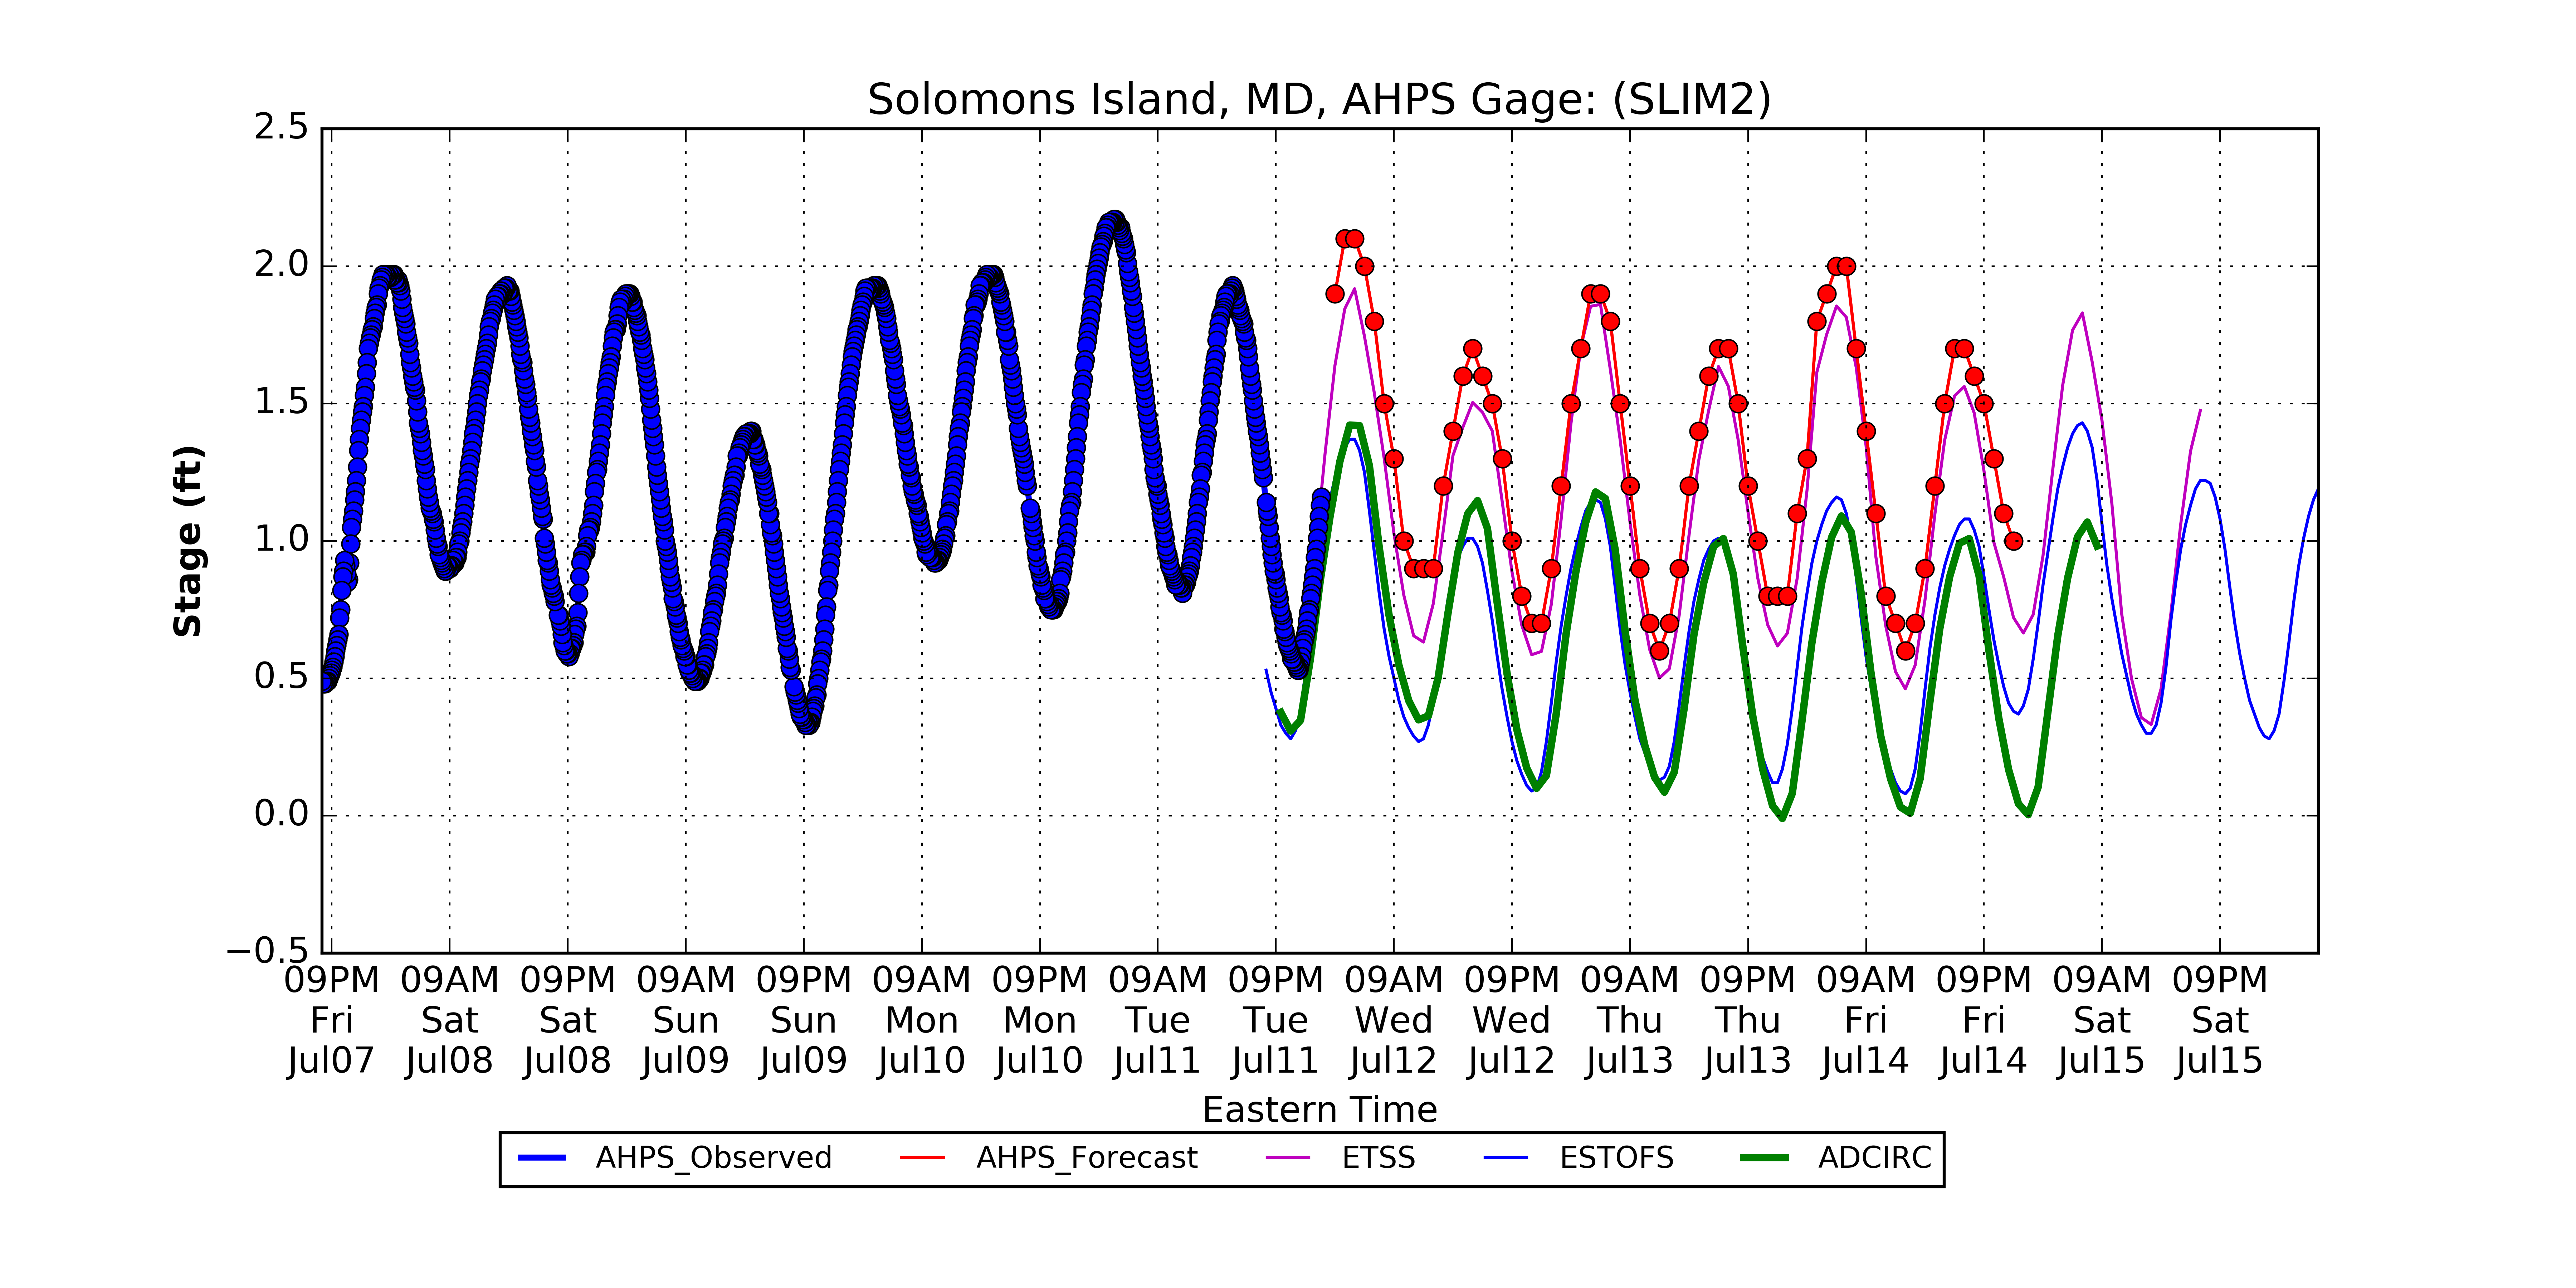 Solomons Island, MD, AHPS Gage: (SLIM2)
2.5
2.0
1.5
1.0
0.5
0.0
−0.5
Stage (ft)
09PM 09AM 09PM 09AM 09PM 09AM 09PM 09AM 09PM 09AM 09PM 09AM 09PM 09AM 09PM 09AM 09PM
Fri Sat Sat Sun Sun Mon Mon Tue Tue Wed Wed Thu Thu Fri Fri Sat Sat
Jul07 Jul08 Jul08 Jul09 Jul09 Jul10 Jul10 Jul11 Jul11 Jul12 Jul12 Jul13 Jul13 Jul14 Jul14 Jul15 Jul15
Eastern Time
AHPS_Observed AHPS_Forecast ETSS ESTOFS ADCIRC